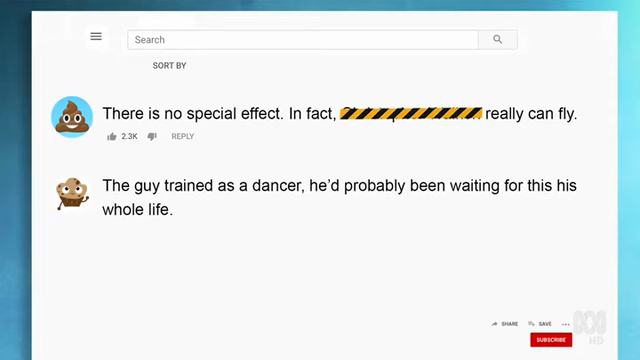 Search
SORT BY
There is no special effect. In fact, really can fly.
2.3K REPLY
The guy trained as a dancer, he'd probably been waiting for this his
whole life.
SHARE SAVE
SUBSCRIBE
HD